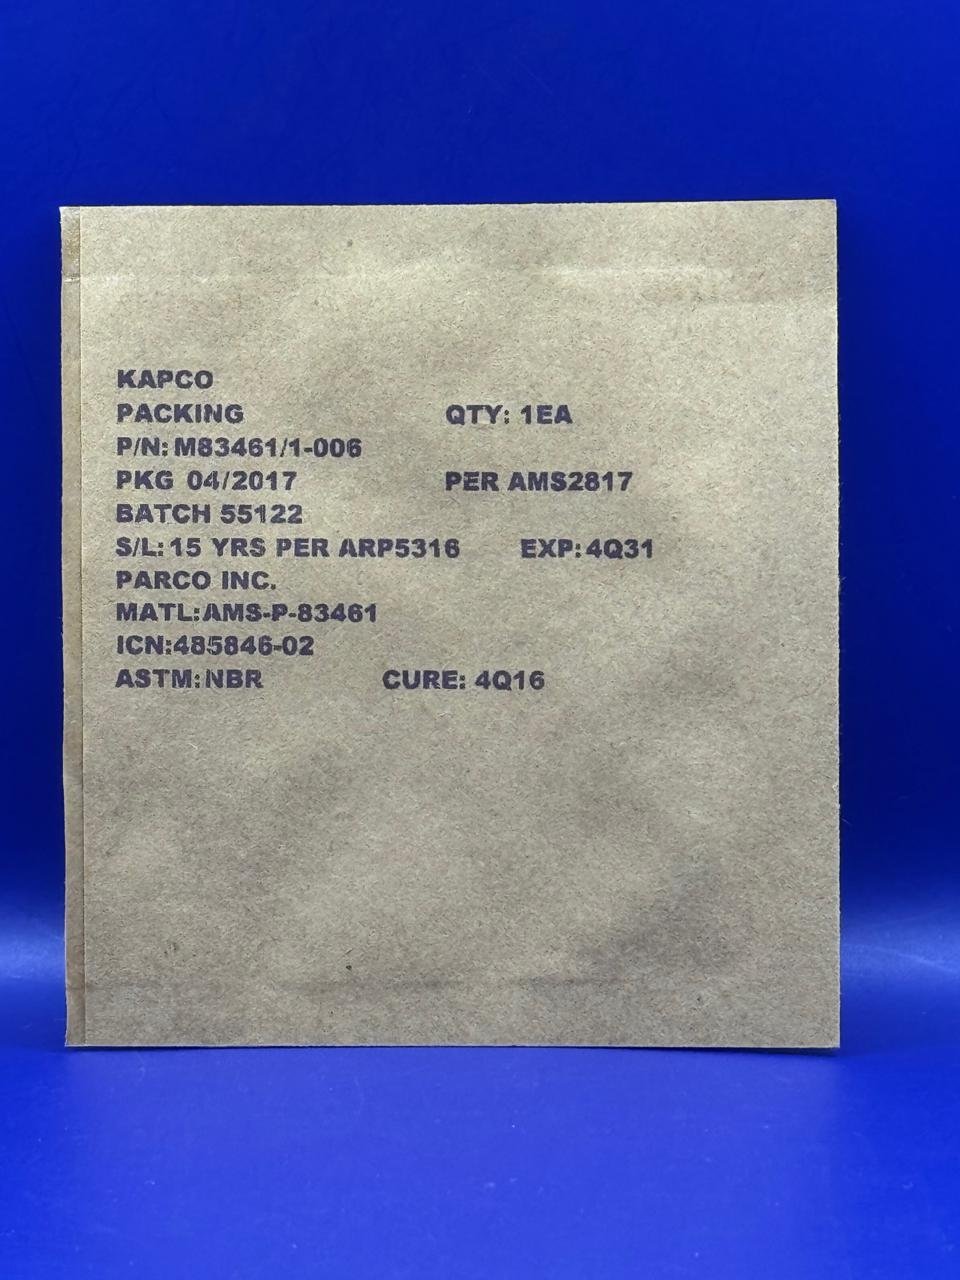 KAPCO
PACKING QTY: 1EA
P/N: M83461/1-006
PKG 04/2017 PER AMS2817
BATCH 55122
S/L: 15 YRS PER ARP5316 EXP: 4Q31
PARCO INC.
MATL:AMS-P-83461
ICN:485846-02
ASTM:NBR CURE: 4Q16